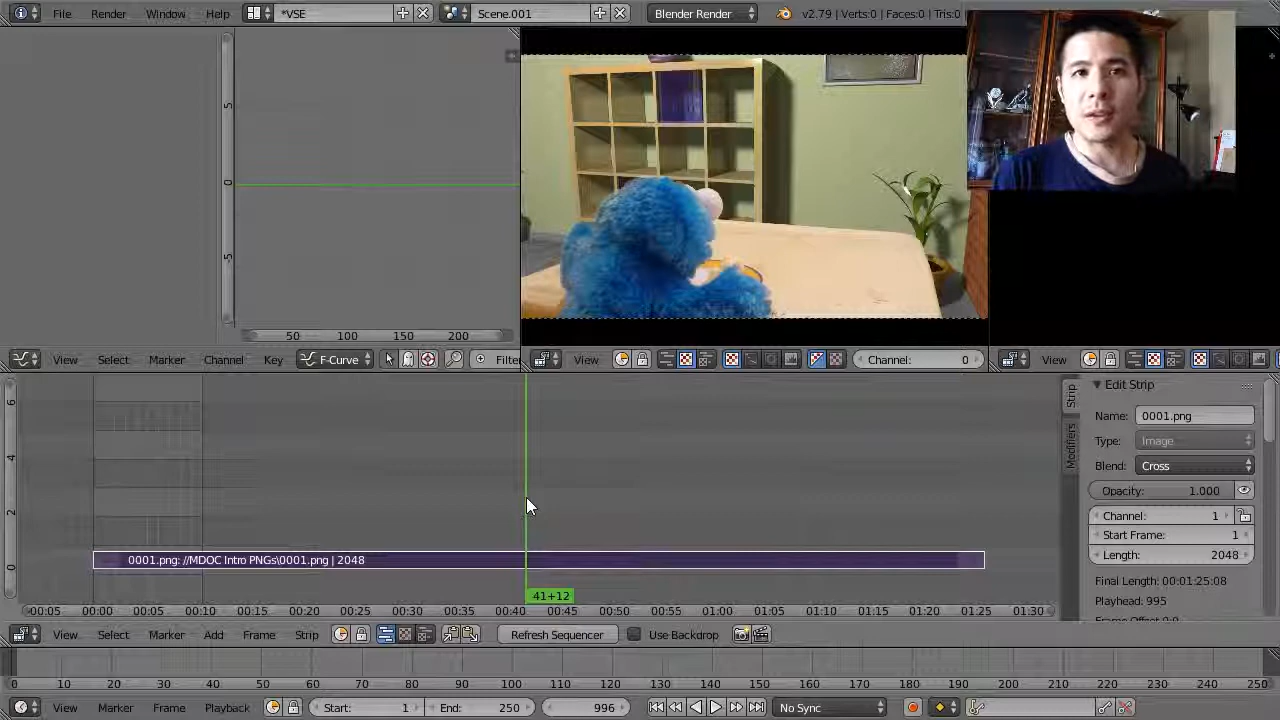 File Render Window Help *VSE Scene.001 Blender Render v2.79 | Verts:0 | Faces:0 | Tris:0
5
0
-5
50 100 150 200
View Select Marker Channel Key F-Curve Filter View Channel: 0 View
6
4
2
0
0001.png: //MDOC Intro PNGs\0001.png | 2048
41+12
-00:05 00:00 00:05 00:10 00:15 00:20 00:25 00:30 00:35 00:40 00:45 00:50 00:55 01:00 01:05 01:10 01:15 01:20 01:25 01:30
Strip
Modifiers
Edit Strip
Name: 0001.png
Type: Image
Blend: Cross
Opacity: 1.000
Channel: 1
Start Frame: 1
Length: 2048
Final Length: 00:01:25:08
Playhead: 995
Frame Offset 0:0
View Select Marker Add Frame Strip Refresh Sequencer Use Backdrop
0 10 20 30 40 50 60 70 80 90 100 110 120 130 140 150 160 170 180 190 200 210 220 230 240 250
View Marker Frame Playback Start: 1 End: 250 996 No Sync